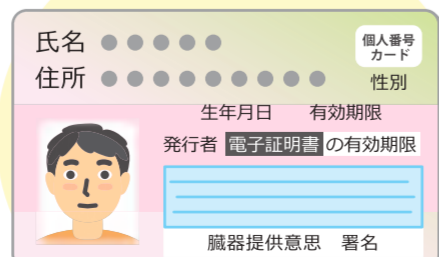 氏名 ●●●●●
個人番号
カード
住所 ●●●●●●●●●
性別
生年月日 有効期限
発行者 電子証明書 の有効期限
臓器提供意思 署名